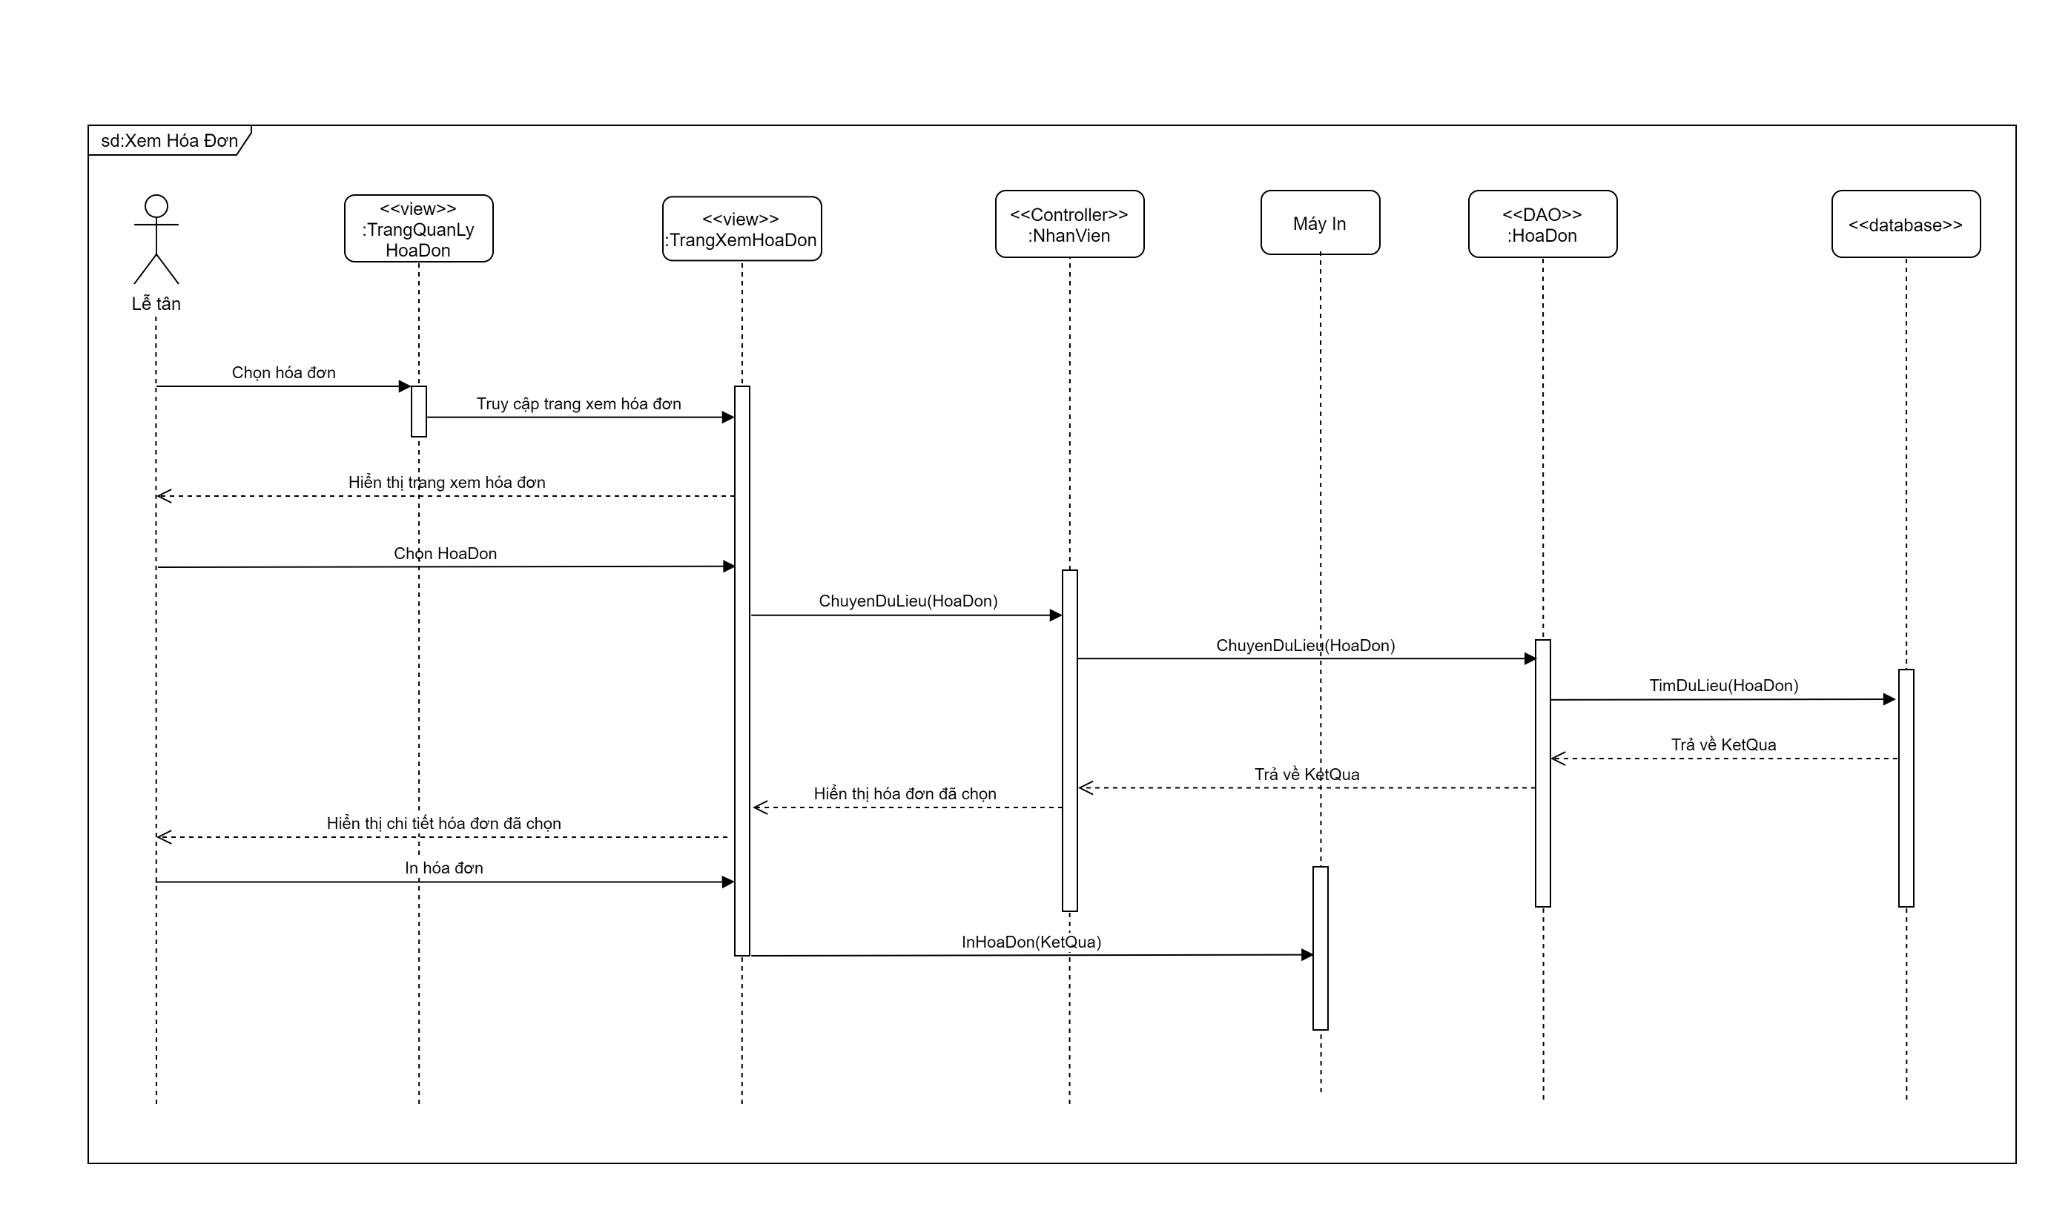 sd:Xem Hóa Đơn
<<view>>
:TrangQuanLy
HoaDon
<<view>>
:TrangXemHoaDon
<<Controller>>
:NhanVien
Máy In
<<DAO>>
:HoaDon
<<database>>
Lễ tân
Chọn hóa đơn
Truy cập trang xem hóa đơn
Hiển thị trang xem hóa đơn
Chọn HoaDon
ChuyenDuLieu(HoaDon)
ChuyenDuLieu(HoaDon)
TimDuLieu(HoaDon)
Trả về KetQua
Trả về KetQua
Hiển thị hóa đơn đã chọn
Hiển thị chi tiết hóa đơn đã chọn
In hóa đơn
InHoaDon(KetQua)